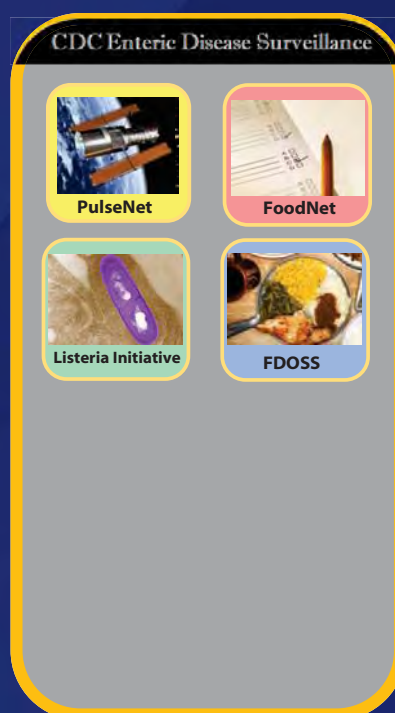 CDC Enteric Disease Surveillance
PulseNet
FoodNet
Listeria Initiative
FDOSS